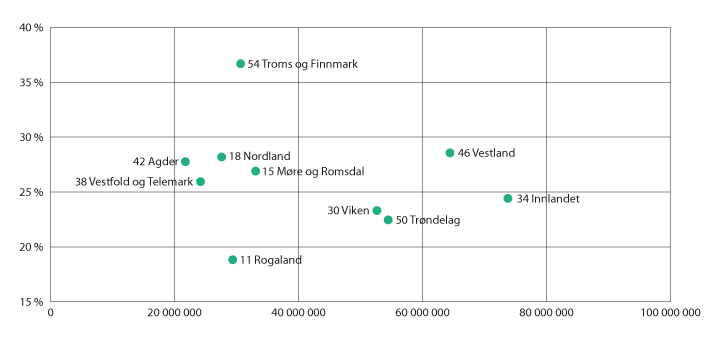 40 %
54 Troms og Finnmark
35 %
30 %
18 Nordland
46 Vestland
42 Agder
15 Møre og Romsdal
38 Vestfold og Telemark
25 %
34 Innlandet
30 Viken
50 Trøndelag
20 %
11 Rogaland
15 %
0
20 000 000
40 000 000
60 000 000
80 000 000
100 000 000